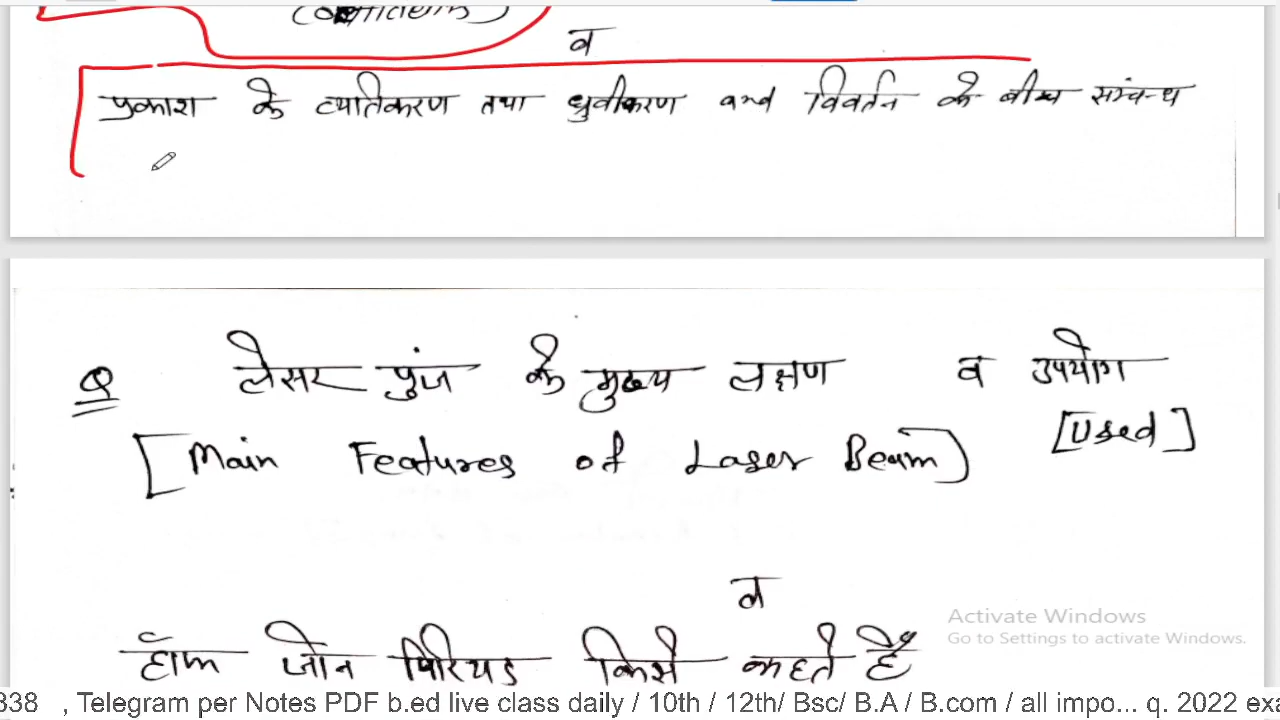 व
प्रकाश के व्यतिकरण तथा ध्रुवीकरण and विवर्तन के बीच संबन्ध
Q लेसर पुंज के मुख्य लक्षण व उपयोग
[Used]
[Main Features of Laser Beam]
व
हॉफ जोन पिरियड किसे कहते हैं
Activate Windows
Go to Settings to activate Windows.
838 , Telegram per Notes PDF b.ed live class daily / 10th / 12th/ Bsc/ B.A / B.com / all impo... q. 2022 exa